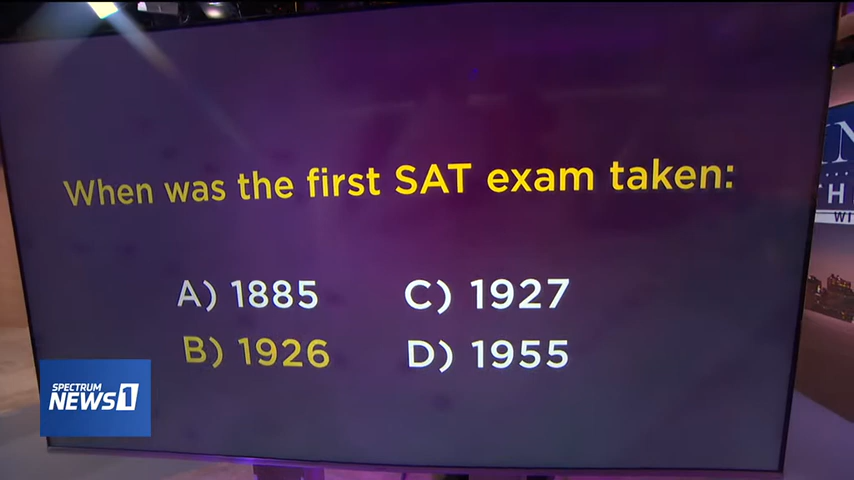 When was the first SAT exam taken:
A) 1885 C) 1927
B) 1926 D) 1955
SPECTRUM
NEWS1